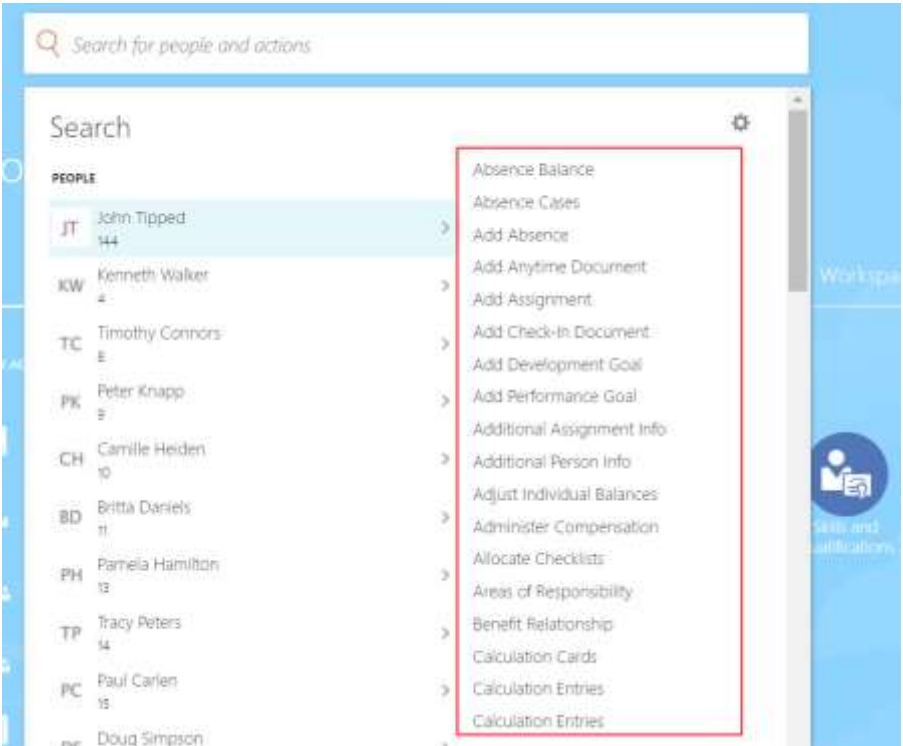 Search for people and actions
Search
PEOPLE
JT
John Tipped
144
KW
Kenneth Walker
4
TC
Timothy Connors
8
PK
Peter Knapp
9
CH
Camille Heiden
10
BD
Britta Daniels
11
PH
Pamela Hamilton
13
TP
Tracy Peters
14
PC
Paul Carlen
15
Doug Simpson
Absence Balance
Absence Cases
Add Absence
Add Anytime Document
Add Assignment
Add Check-In Document
Add Development Goal
Add Performance Goal
Additional Assignment Info
Additional Person Info
Adjust Individual Balances
Administer Compensation
Allocate Checklists
Areas of Responsibility
Benefit Relationship
Calculation Cards
Calculation Entries
Calculation Entries
Skills and